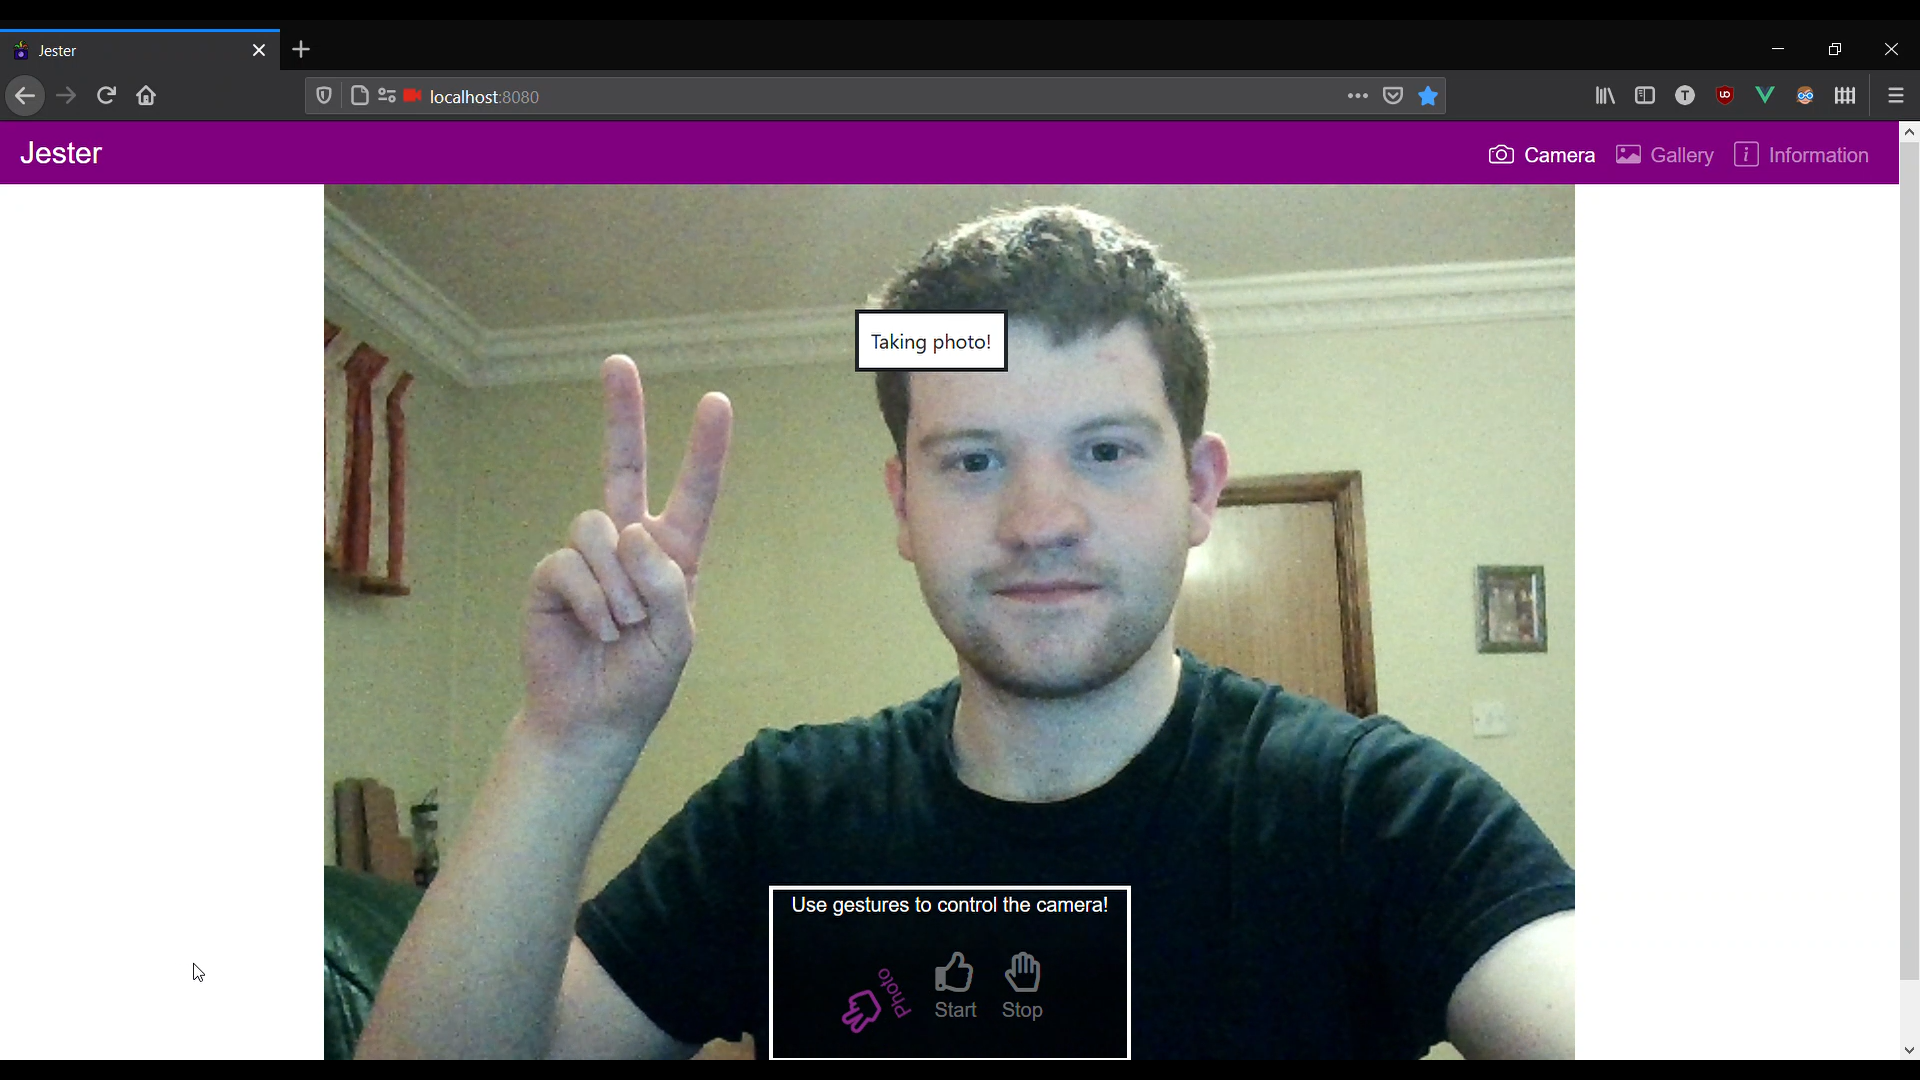 Jester
localhost:8080
Jester
Camera
Gallery
Information
Taking photo!
Use gestures to control the camera!
Photo
Start
Stop